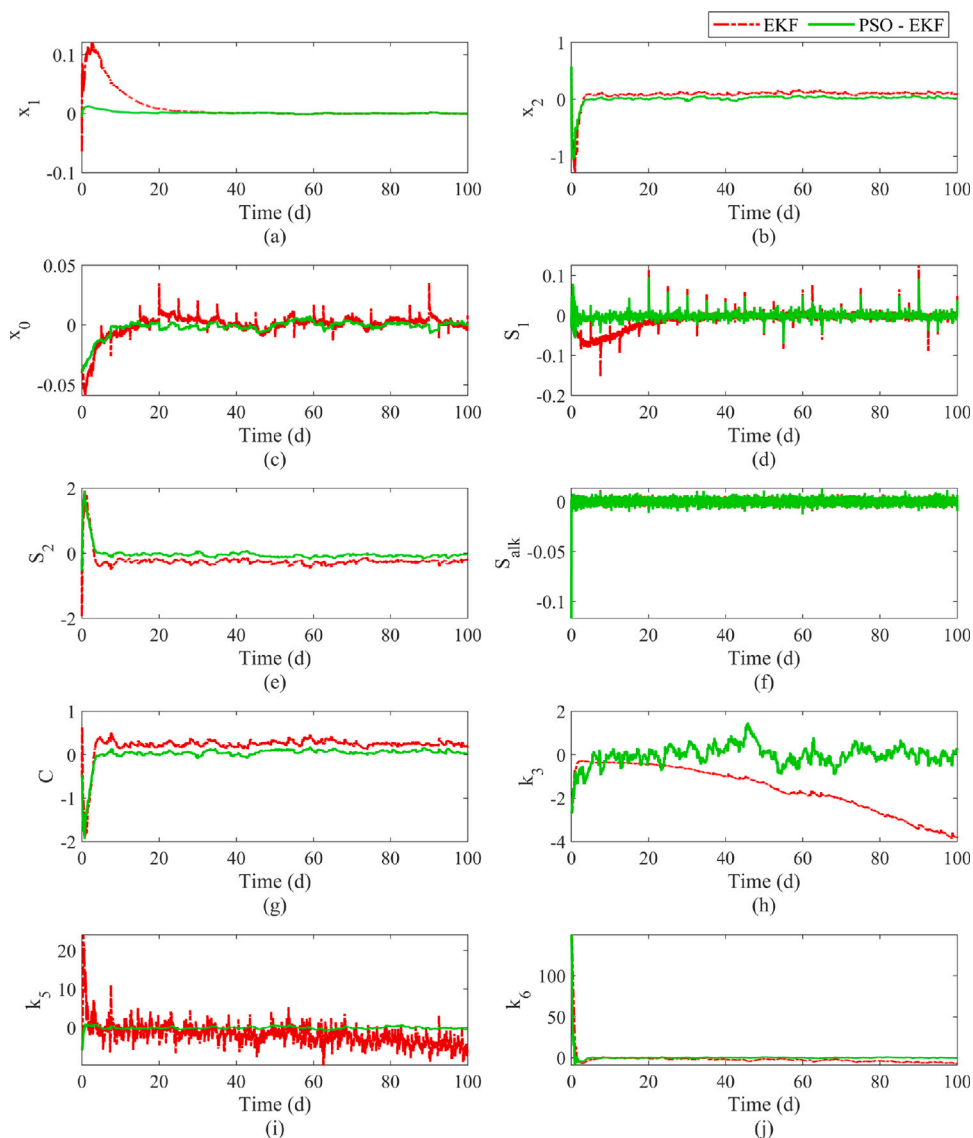 EKF PSO - EKF
0.1
0
-0.1
x1
0 20 40 60 80 100
Time (d)
(a)
2
1
0
-1
x2
0 20 40 60 80 100
Time (d)
(b)
0.05
0
-0.05
x0
0 20 40 60 80 100
Time (d)
(c)
0.1
0
-0.1
-0.2
S1
0 20 40 60 80 100
Time (d)
(d)
2
0
-2
S2
0 20 40 60 80 100
Time (d)
(e)
0
-0.05
-0.1
Salk
0 20 40 60 80 100
Time (d)
(f)
1
0
-1
-2
C
0 20 40 60 80 100
Time (d)
(g)
2
0
-2
-4
k3
0 20 40 60 80 100
Time (d)
(h)
20
10
0
k5
0 20 40 60 80 100
Time (d)
(i)
100
50
0
k6
0 20 40 60 80 100
Time (d)
(j)